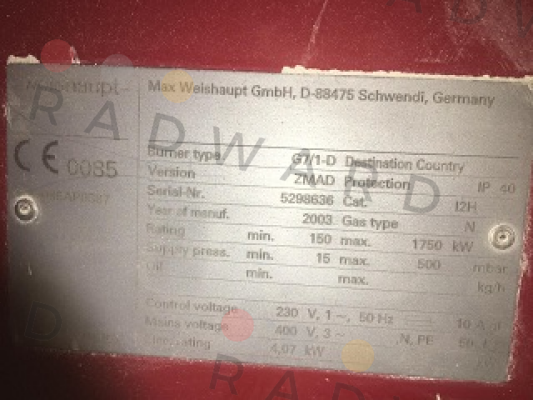 -weishaupt-
Max Weishaupt GmbH, D-88475 Schwendi, Germany
RADWARD
CE 0085
Burner type G7/1-D Destination Country
Version ZMAD Protection IP 40
Serial-Nr. 5298636 Cat. I2H
Year of manuf. 2003 Gas type N
Rating min. 150 max. 1750 kW
Supply press. min. 15 max. 500 mbar
Oil min. max. kg/h
Control voltage 230 V, 1~, 50 Hz 10 A
Mains voltage 400 V, 3~ , N, PE
4,07 kW